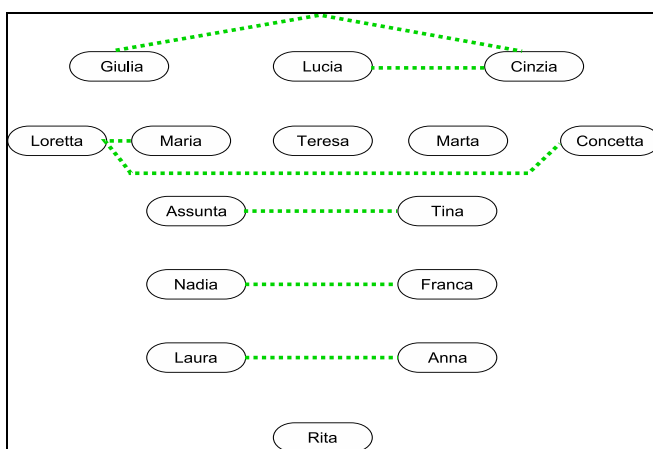 Giulia Lucia Cinzia
Loretta Maria Teresa Marta Concetta
Assunta Tina
Nadia Franca
Laura Anna
Rita